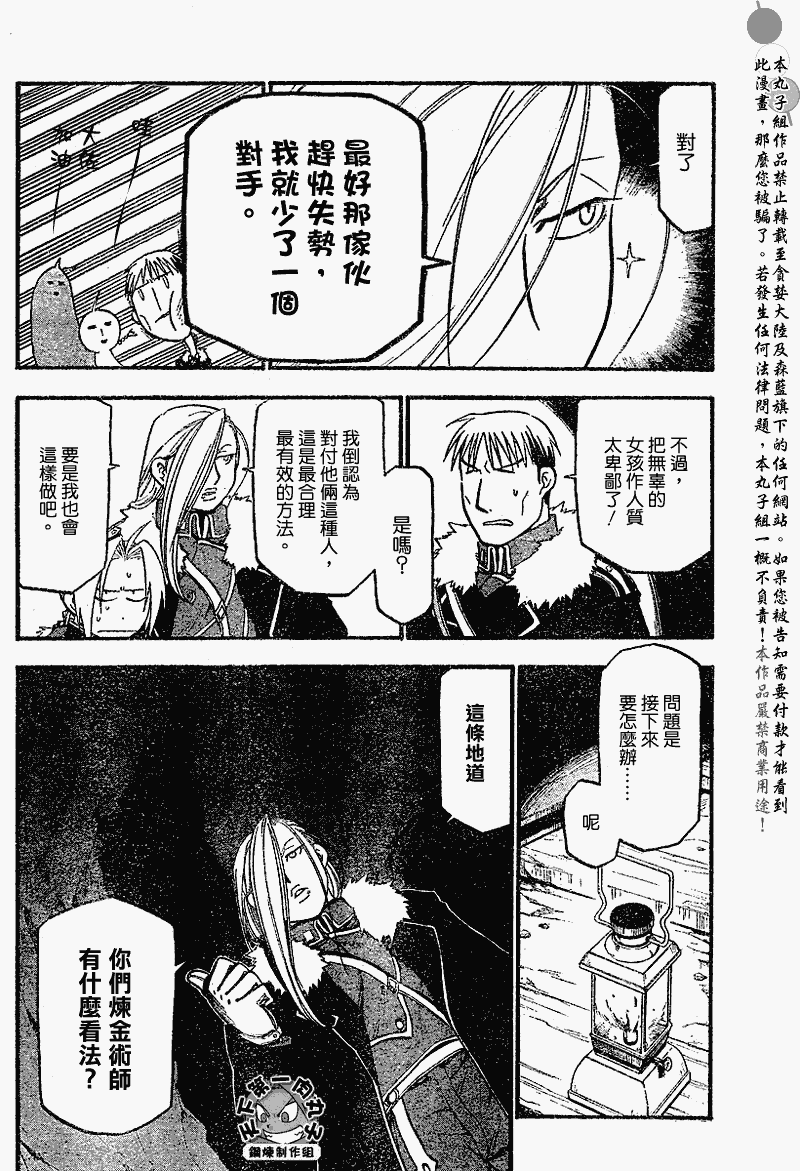 對了
最好那傢伙
趕快失勢，
我就少了一個
對手。
哇
大佐
加油
不過，
把無辜的
女孩作人質
太卑鄙了！
是嗎？
我倒認為
對付他倆這種人，
這是最合理
最有效的方法。
要是我也會
這樣做吧。
問題是
接下來
要怎麼辦……
呢
這條地道
你們煉金術師
有什麼看法？
天下第一肉丸子
鋼煉制作組
本丸子組作品禁止轉載至貪婪大陸及森藍旗下的任何網站。如果您被告知需要付款才能看到
此漫畫，那麼您被騙了。若發生任何法律問題，本丸子組一概不負責！本作品嚴禁商業用途！